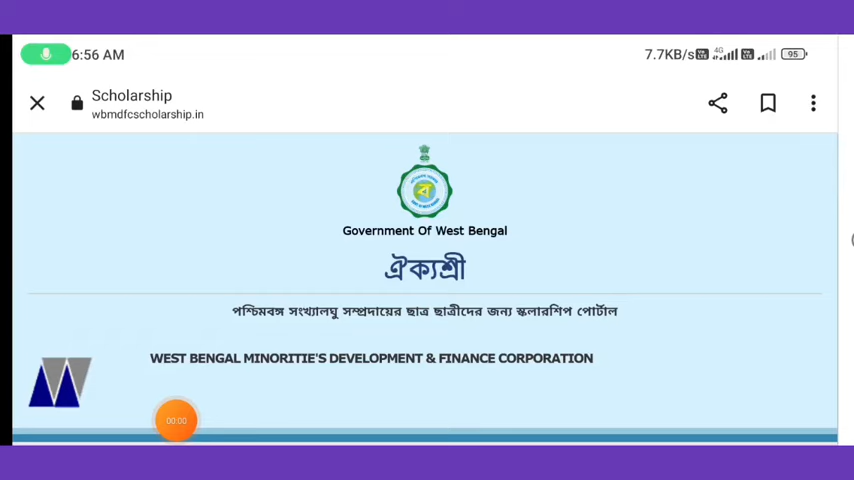 6:56 AM
7.7KB/s 4G 95
Scholarship
wbmdfcscholarship.in
Government Of West Bengal
ঐক্যশ্রী
পশ্চিমবঙ্গ সংখ্যালঘু সম্প্রদায়ের ছাত্র ছাত্রীদের জন্য স্কলারশিপ পোর্টাল
WEST BENGAL MINORITIE'S DEVELOPMENT & FINANCE CORPORATION
00:00